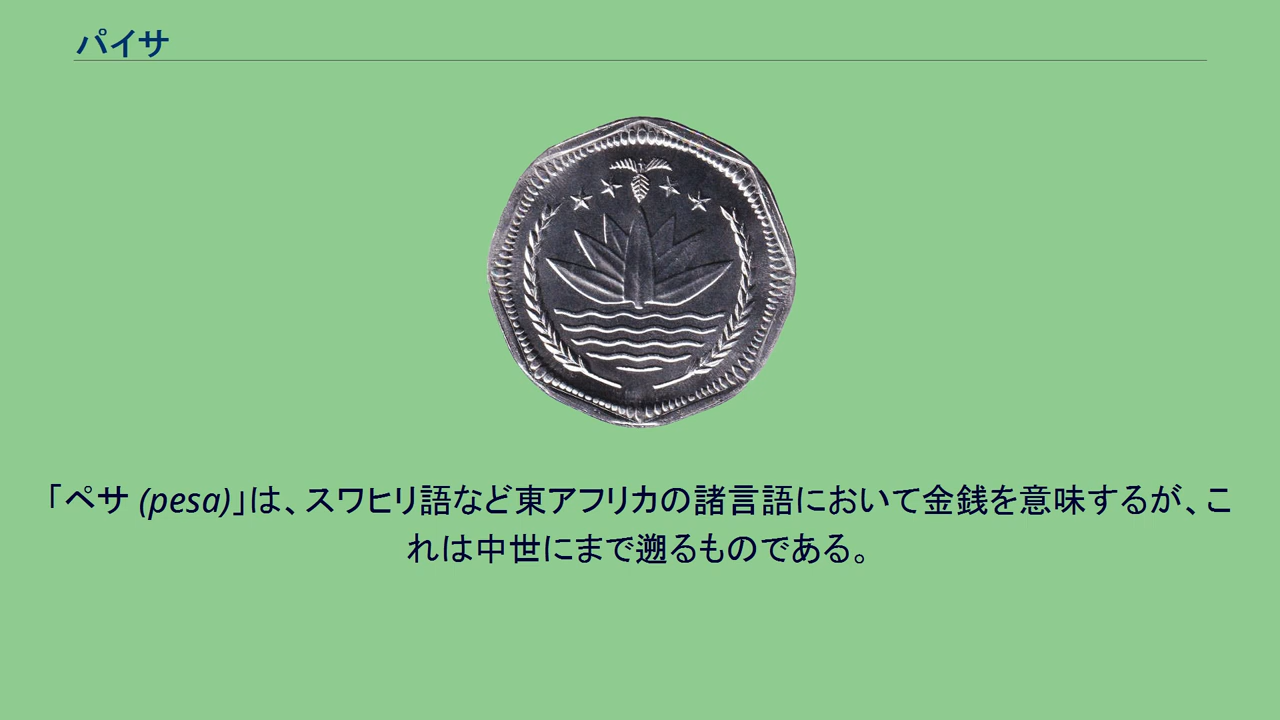 パイサ
「ペサ (pesa)」は、スワヒリ語など東アフリカの諸言語において金銭を意味するが、こ
れは中世にまで遡るものである。